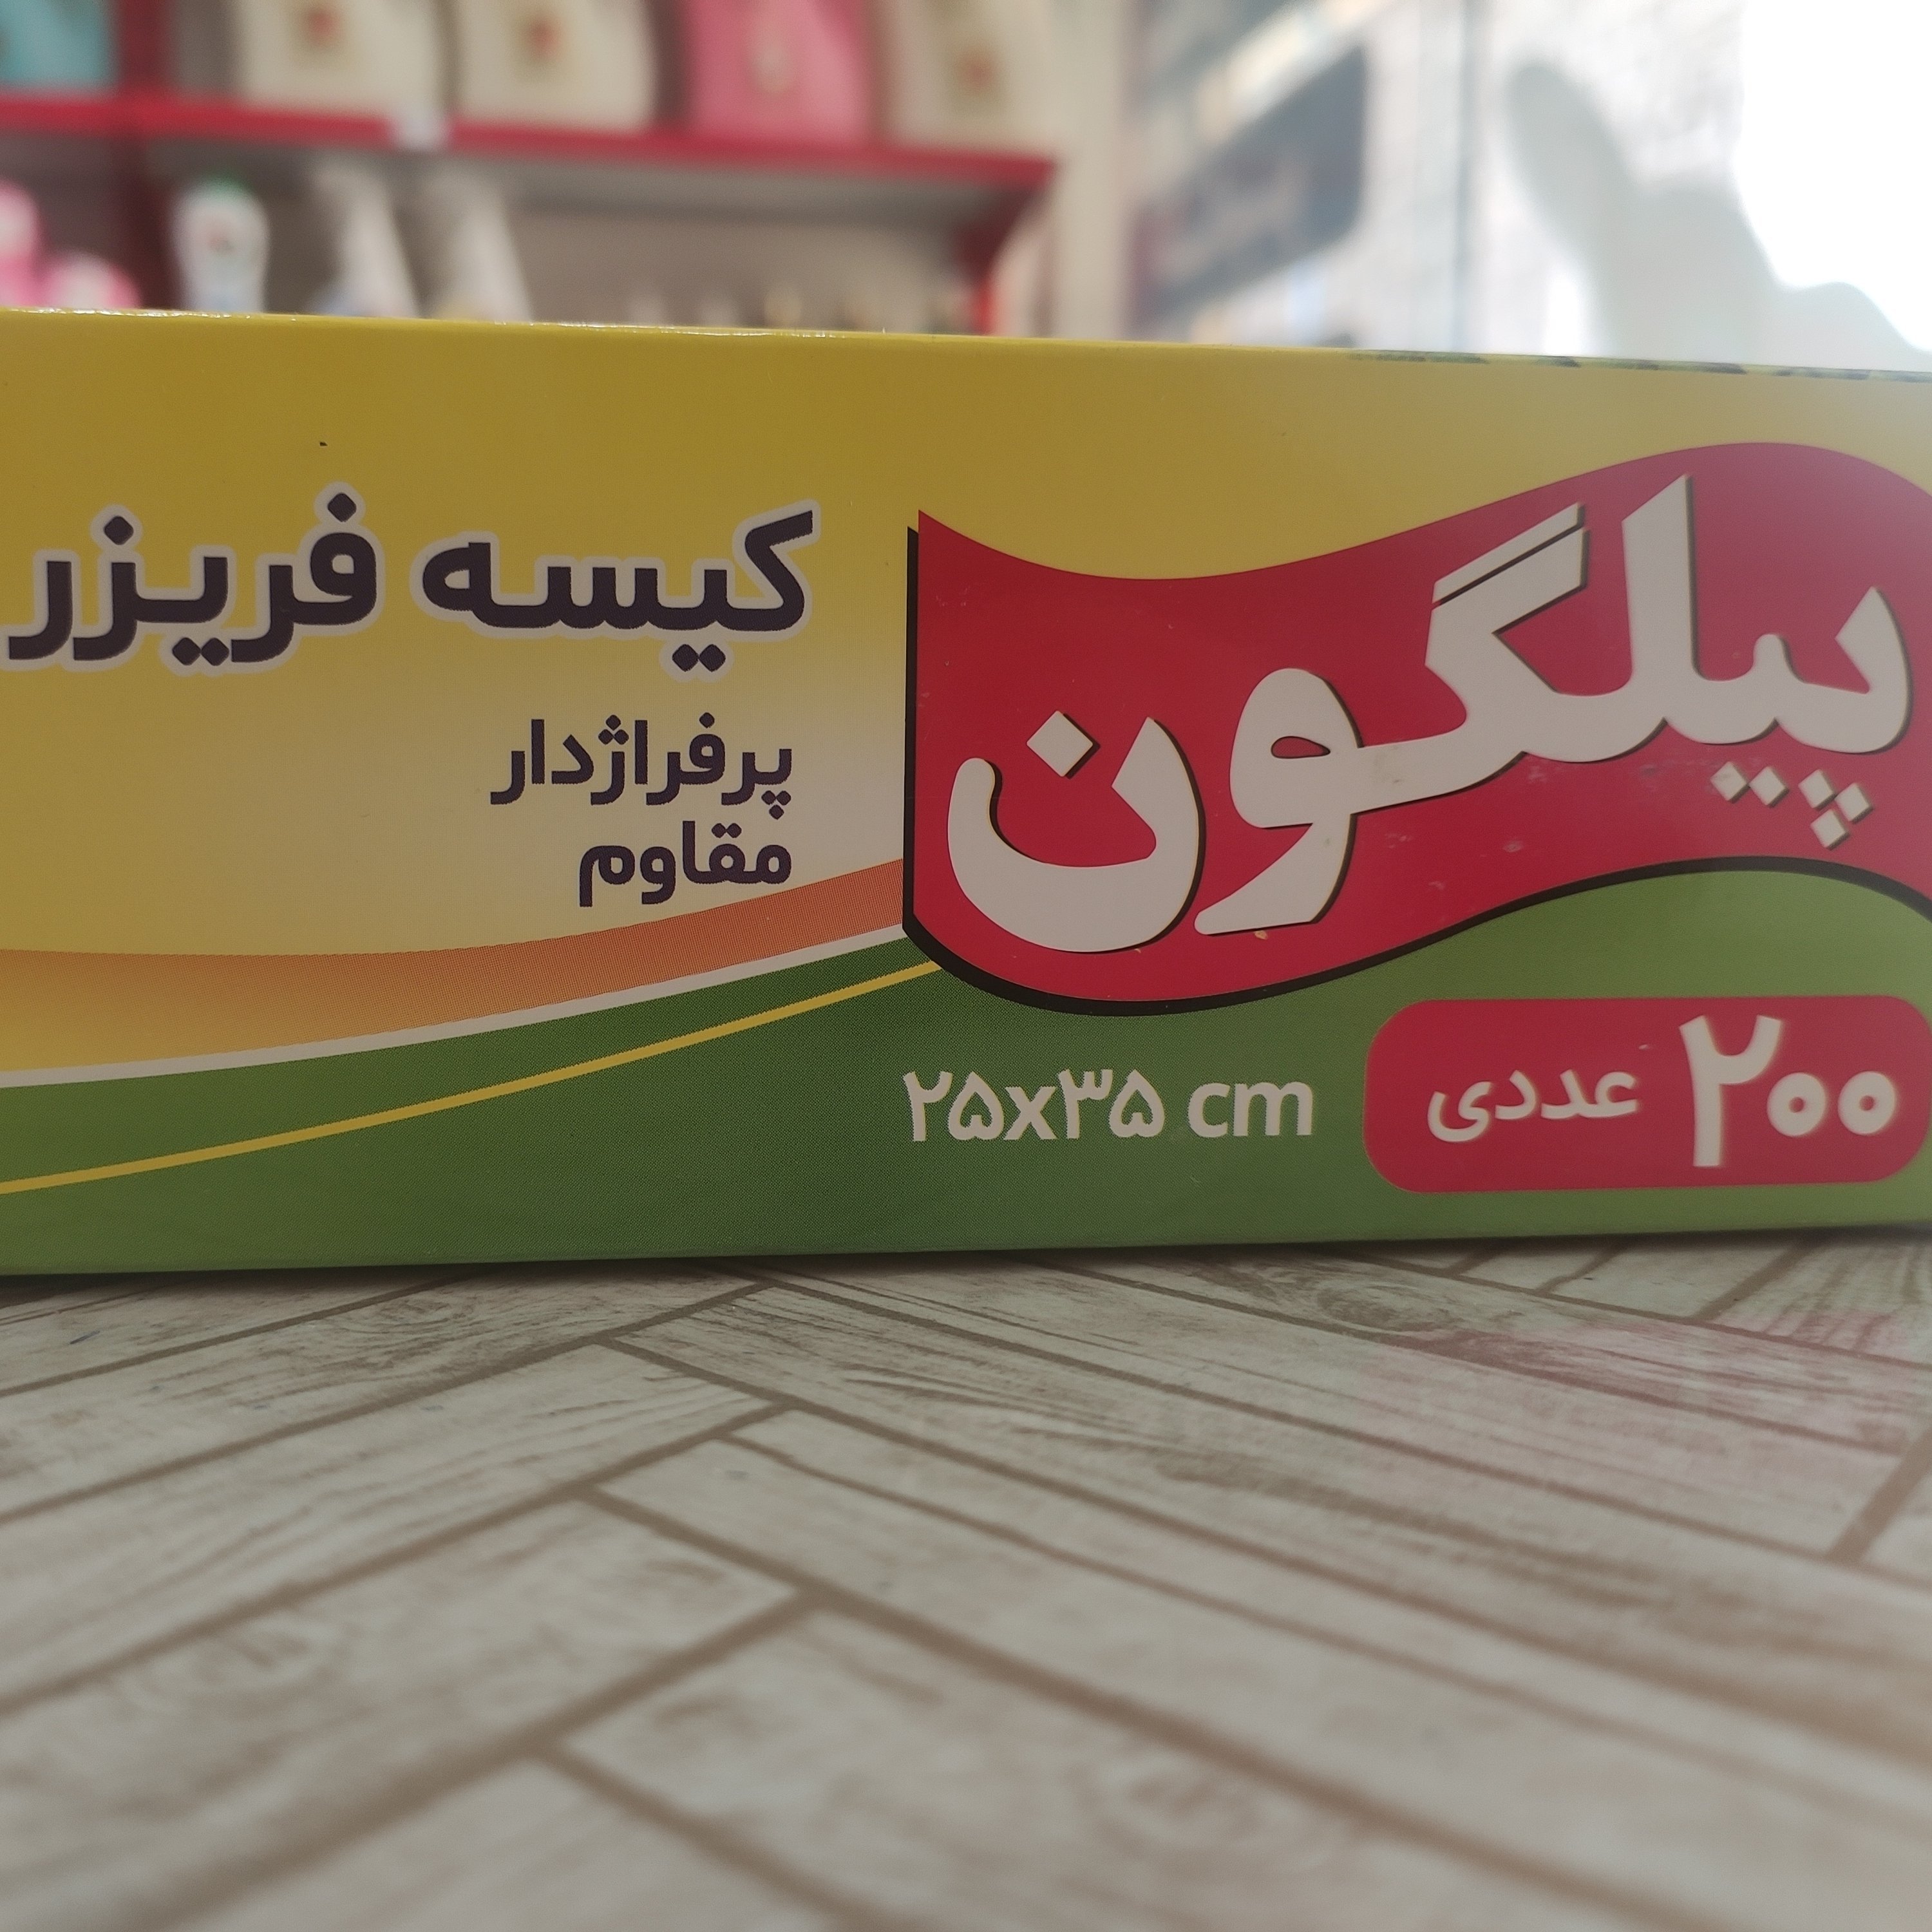 پیلگون
کیسه فریزر
پرفراژدار
مقاوم
۲۰۰ عددی
۲۵x۳۵ cm